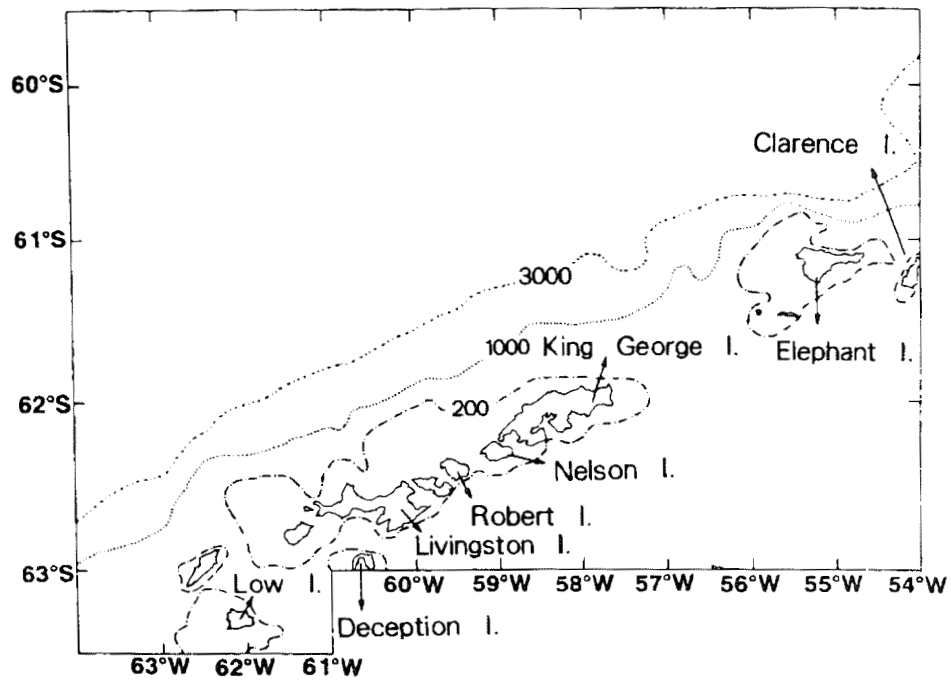 60°S
Clarence I.
61°S
3000
1000 King George I.
Elephant I.
62°S
200
Nelson I.
Robert I.
Livingston I.
63°S
60°W 59°W 58°W 57°W 56°W 55°W 54°W
Low I.
Deception I.
63°W 62°W 61°W